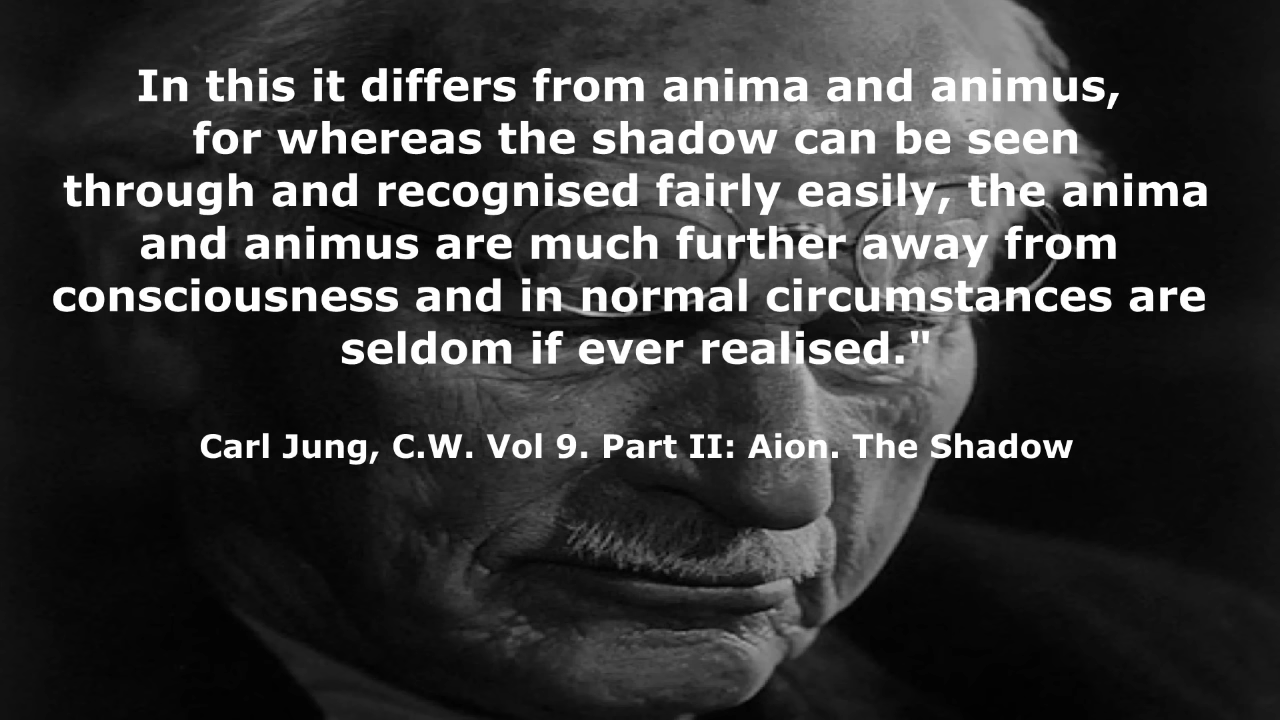 In this it differs from anima and animus,
for whereas the shadow can be seen
through and recognised fairly easily, the anima
and animus are much further away from
consciousness and in normal circumstances are
seldom if ever realised."
Carl Jung, C.W. Vol 9. Part II: Aion. The Shadow